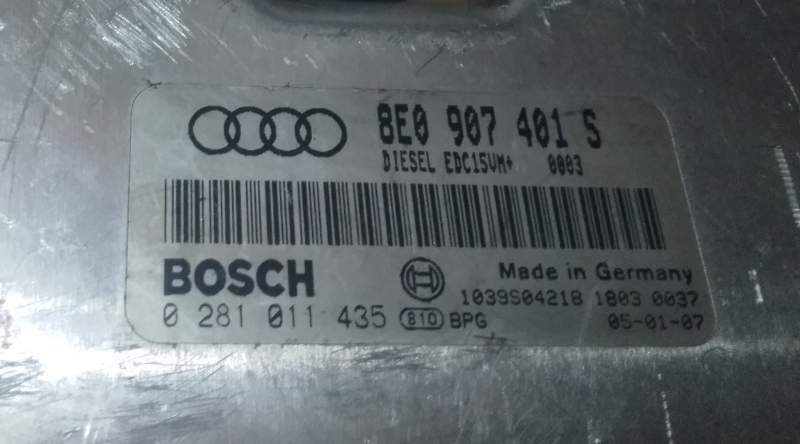 8E0 907 401 S
DIESEL EDC15VM+ 0003
BOSCH Made in Germany
1039S04218 1803 0037
0 281 011 435 810 BPG 05-01-07